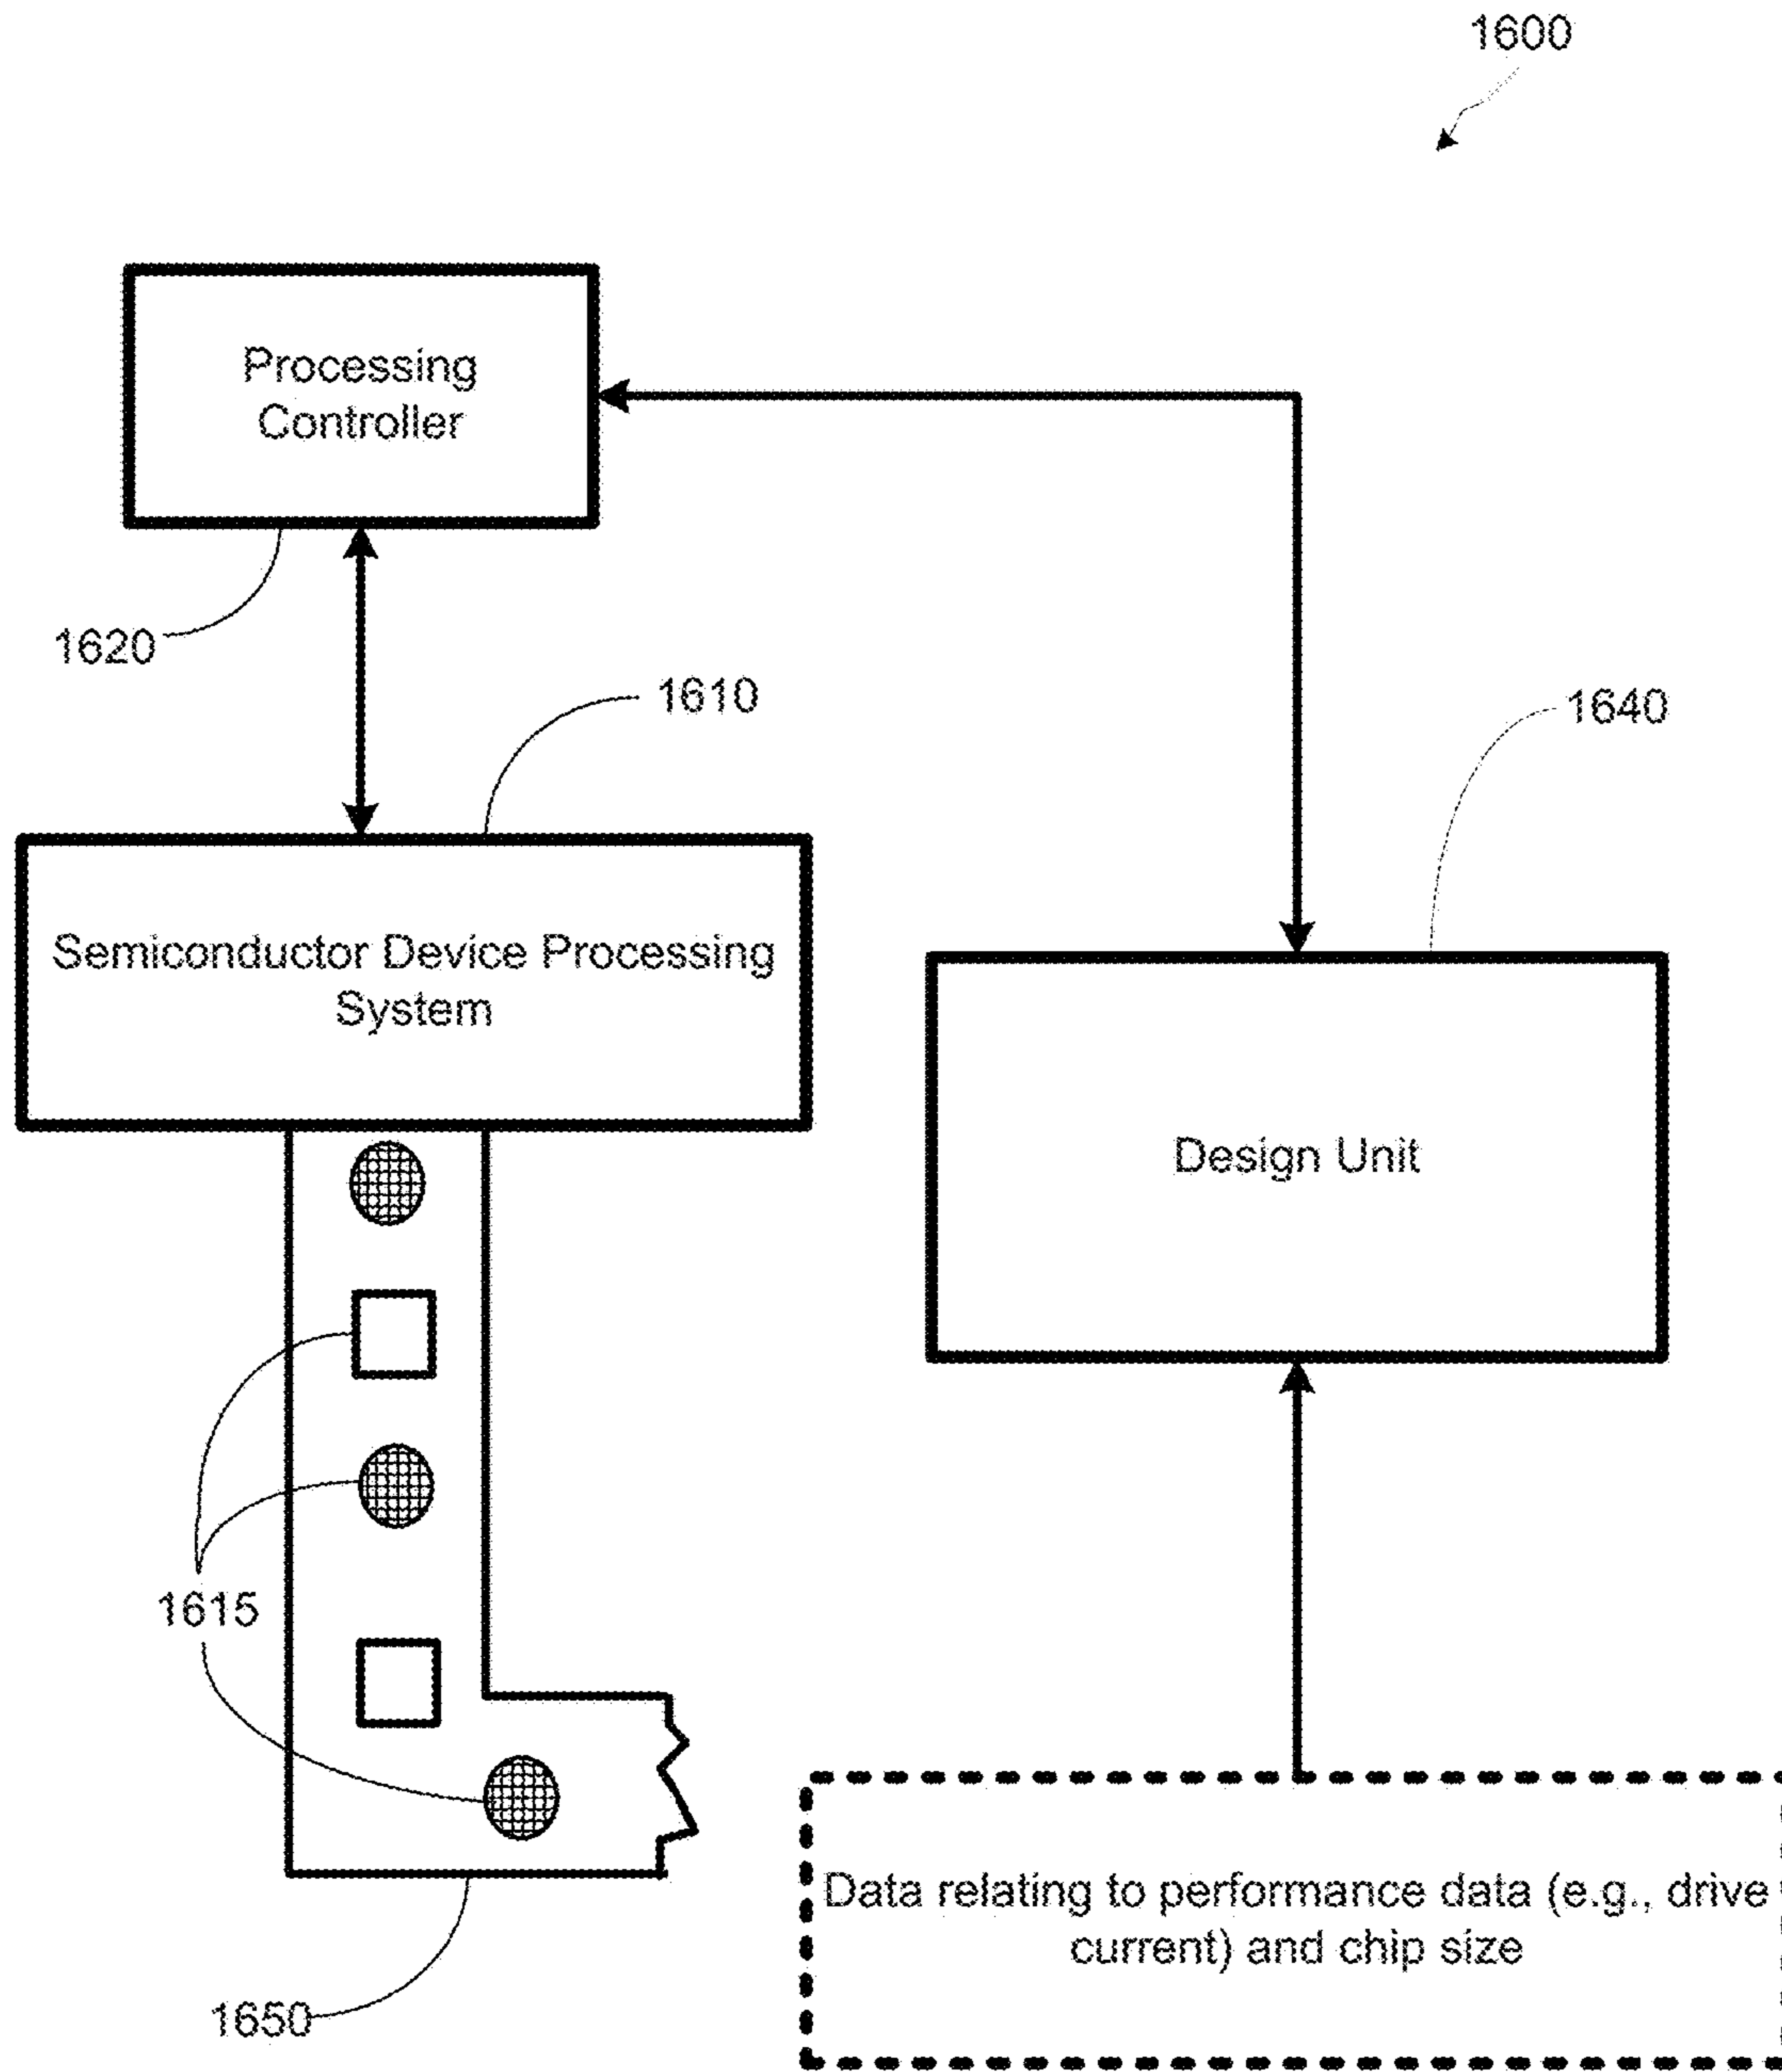 1600
Processing
Controller
1620
1610
1640
Semiconductor Device Processing
System
Design Unit
1615
Data relating to performance data (e.g., drive
current) and chip size
1650